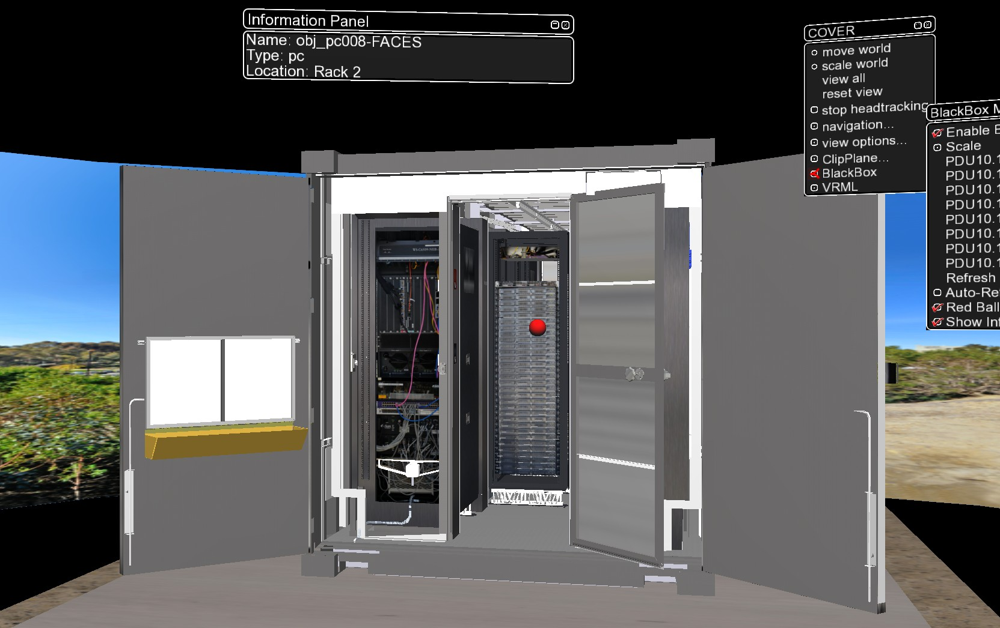 Information Panel
Name: obj_pc008-FACES
Type: pc
Location: Rack 2
COVER
move world
scale world
view all
reset view
stop headtracking
navigation...
view options...
ClipPlane...
BlackBox
VRML
BlackBox M
Enable E
Scale
PDU10.1
PDU10.1
PDU10.1
PDU10.1
PDU10.1
PDU10.1
PDU10.1
PDU10.1
Refresh
Auto-Ref
Red Ball
Show Inf